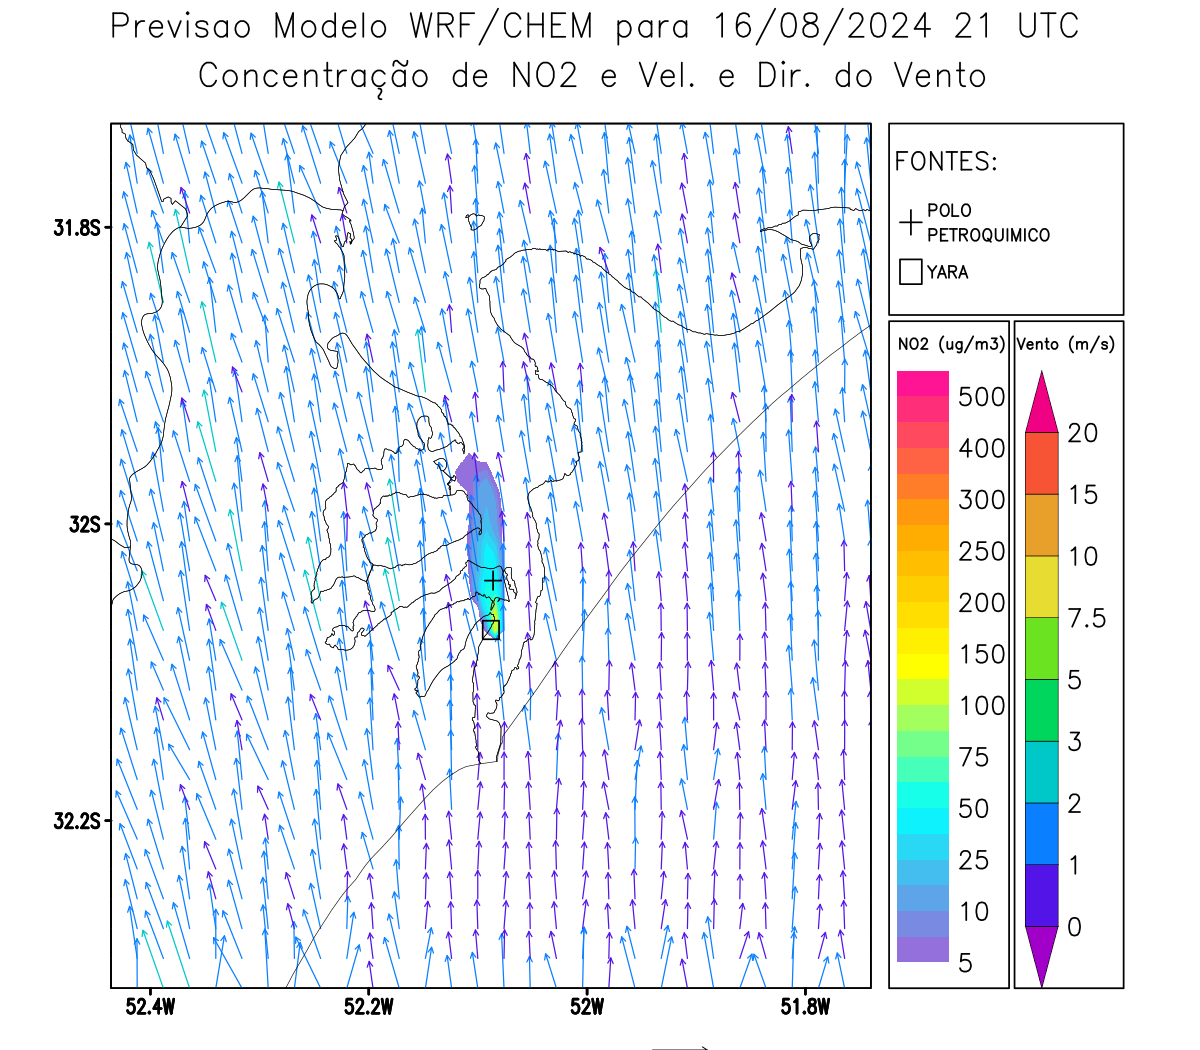 Previsao Modelo WRF/CHEM para 16/08/2024 21 UTC
Concentração de NO2 e Vel. e Dir. do Vento
FONTES:
POLO
PETROQUIMICO
YARA
NO2 (ug/m3)
500
400
300
250
200
150
100
75
50
25
10
5
Vento (m/s)
20
15
10
7.5
5
3
2
1
0
31.8S
32S
32.2S
52.4W
52.2W
52W
51.8W